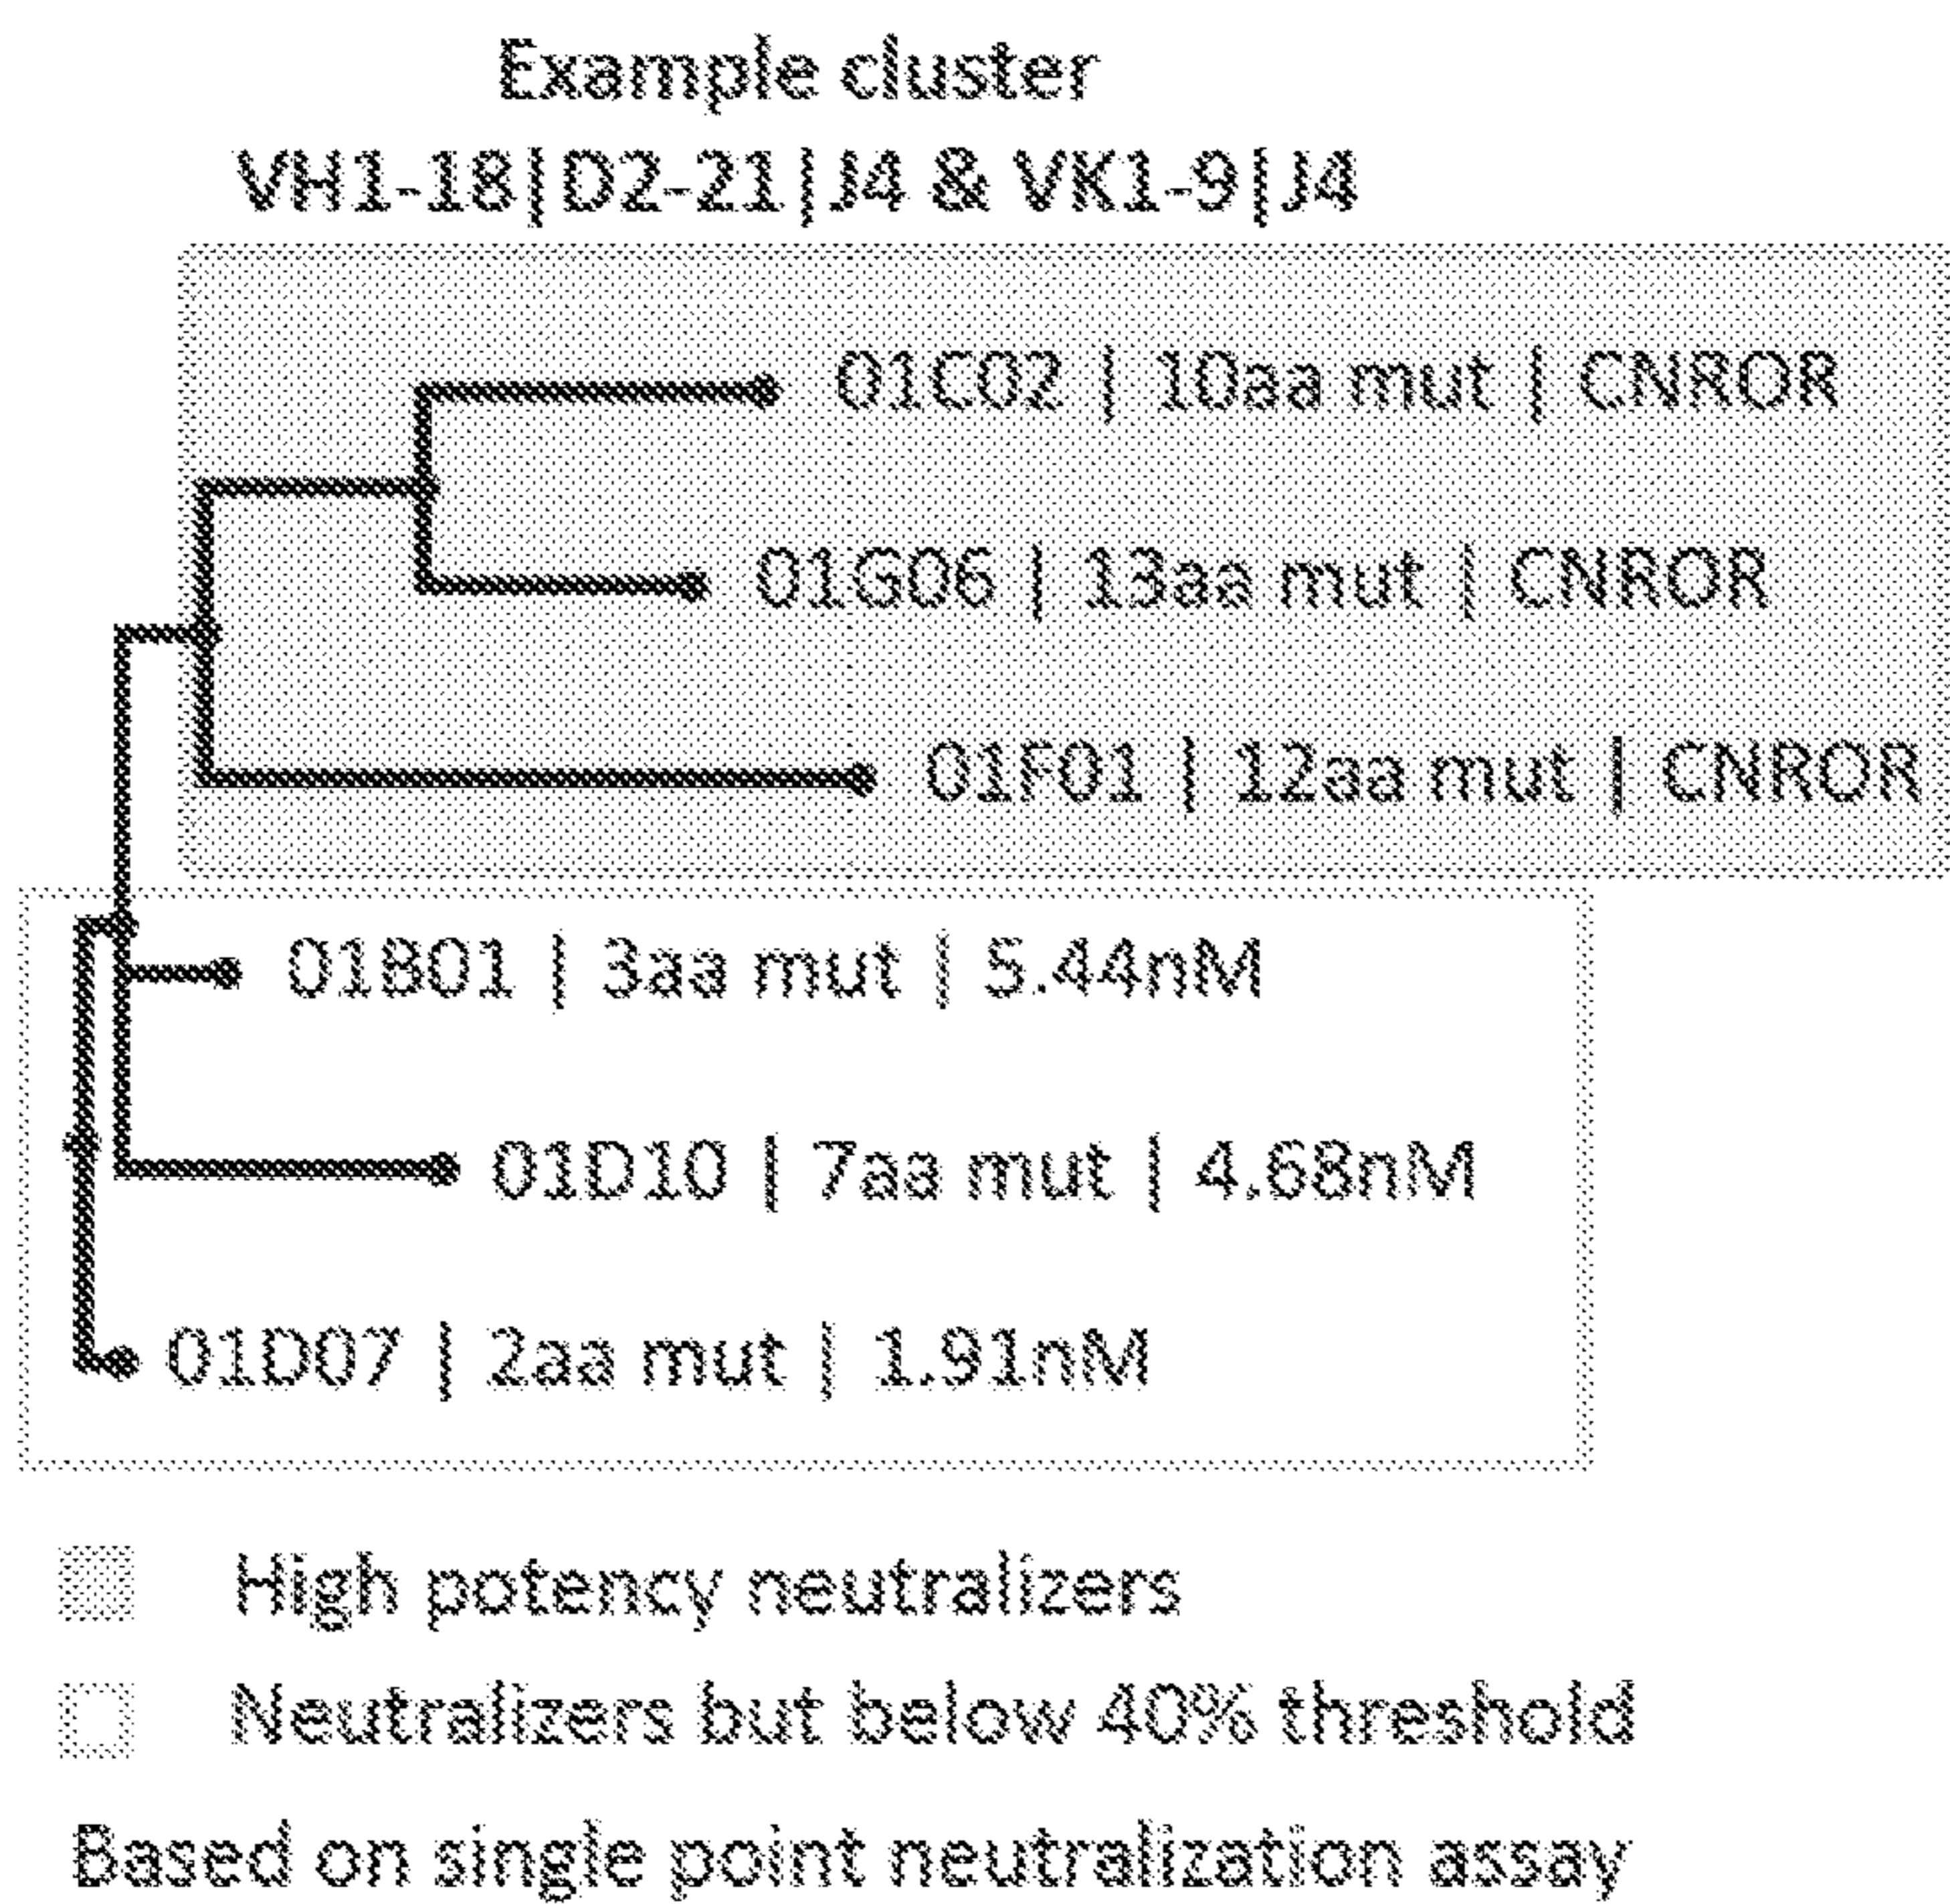 Example cluster
VH1-18|D2-21|J4 & VK1-9|J4
01C02 | 10aa mut | CNROR
01G06 | 13aa mut | CNROR
01F01 | 12aa mut | CNROR
01B01 | 3aa mut | 5.44nM
01D10 | 7aa mut | 4.68nM
01D07 | 2aa mut | 1.91nM
High potency neutralizers
Neutralizers but below 40% threshold
Based on single point neutralization assay